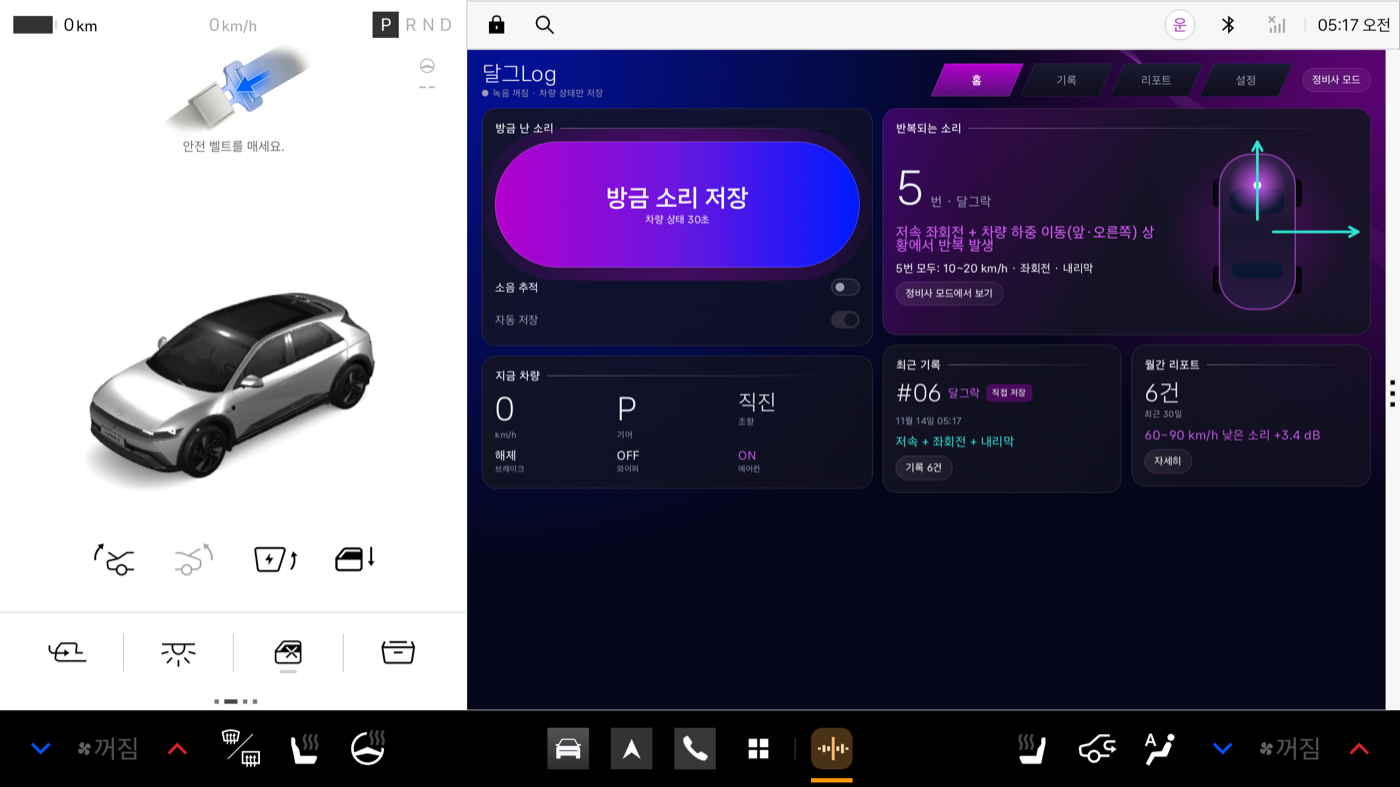 0 km
0 km/h
P R N D
--
안전 벨트를 매세요.
운
05:17 오전
달그Log
녹음 꺼짐 · 차량 상태만 저장
홈
기록
리포트
설정
정비사 모드
방금 난 소리
방금 소리 저장
차량 상태 30초
소음 추적
자동 저장
지금 차량
0
km/h
P
기어
직진
조향
해제
브레이크
OFF
와이퍼
ON
에어컨
반복되는 소리
5 번 · 달그락
저속 좌회전 + 차량 하중 이동(앞·오른쪽) 상
황에서 반복 발생
5번 모두: 10~20 km/h · 좌회전 · 내리막
정비사 모드에서 보기
최근 기록
#06 달그락 직접 저장
11월 14일 05:17
저속 + 좌회전 + 내리막
기록 6건
월간 리포트
6건
최근 30일
60~90 km/h 낮은 소리 +3.4 dB
자세히
꺼짐
A
꺼짐